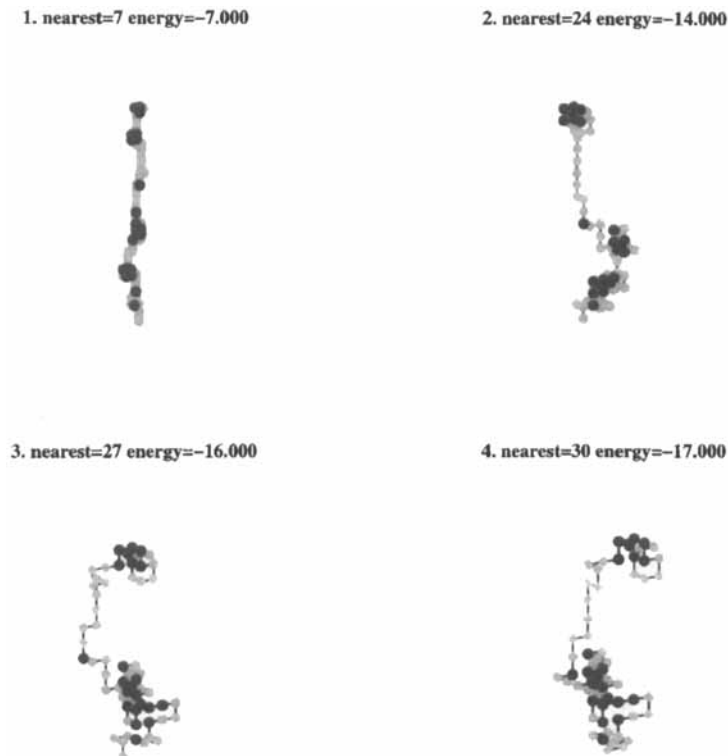 1. nearest=7 energy=−7.000
2. nearest=24 energy=−14.000
3. nearest=27 energy=−16.000
4. nearest=30 energy=−17.000